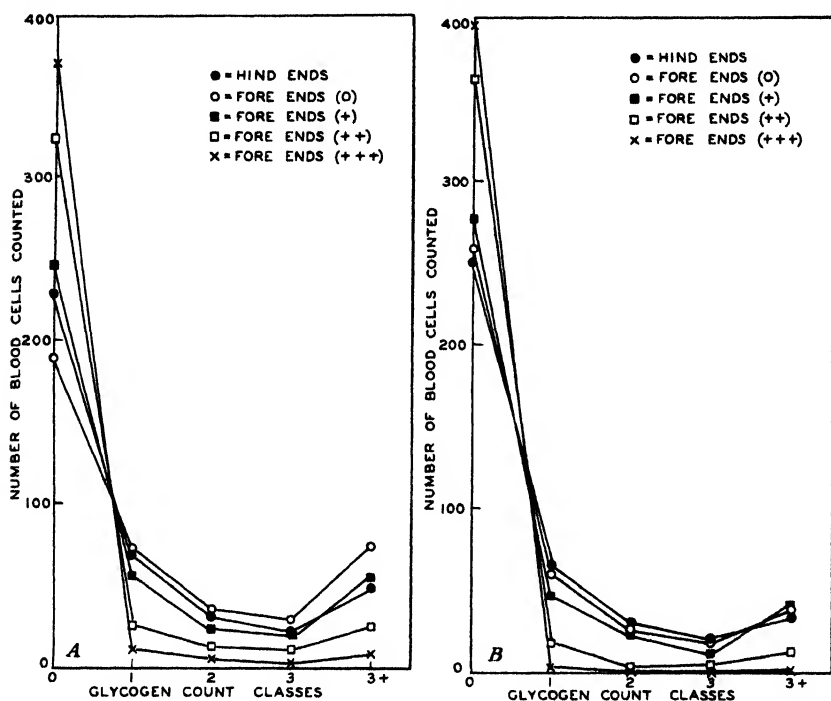 400
300
200
100
0
NUMBER OF BLOOD CELLS COUNTED
●=HIND ENDS
○=FORE ENDS (O)
■=FORE ENDS (+)
□=FORE ENDS (++)
×=FORE ENDS (+++)
A
0 1 2 3 3+
GLYCOGEN COUNT CLASSES
400
300
200
100
0
NUMBER OF BLOOD CELLS COUNTED
●=HIND ENDS
○=FORE ENDS (O)
■=FORE ENDS (+)
□=FORE ENDS (++)
×=FORE ENDS (+++)
B
0 1 2 3 3+
GLYCOGEN COUNT CLASSES